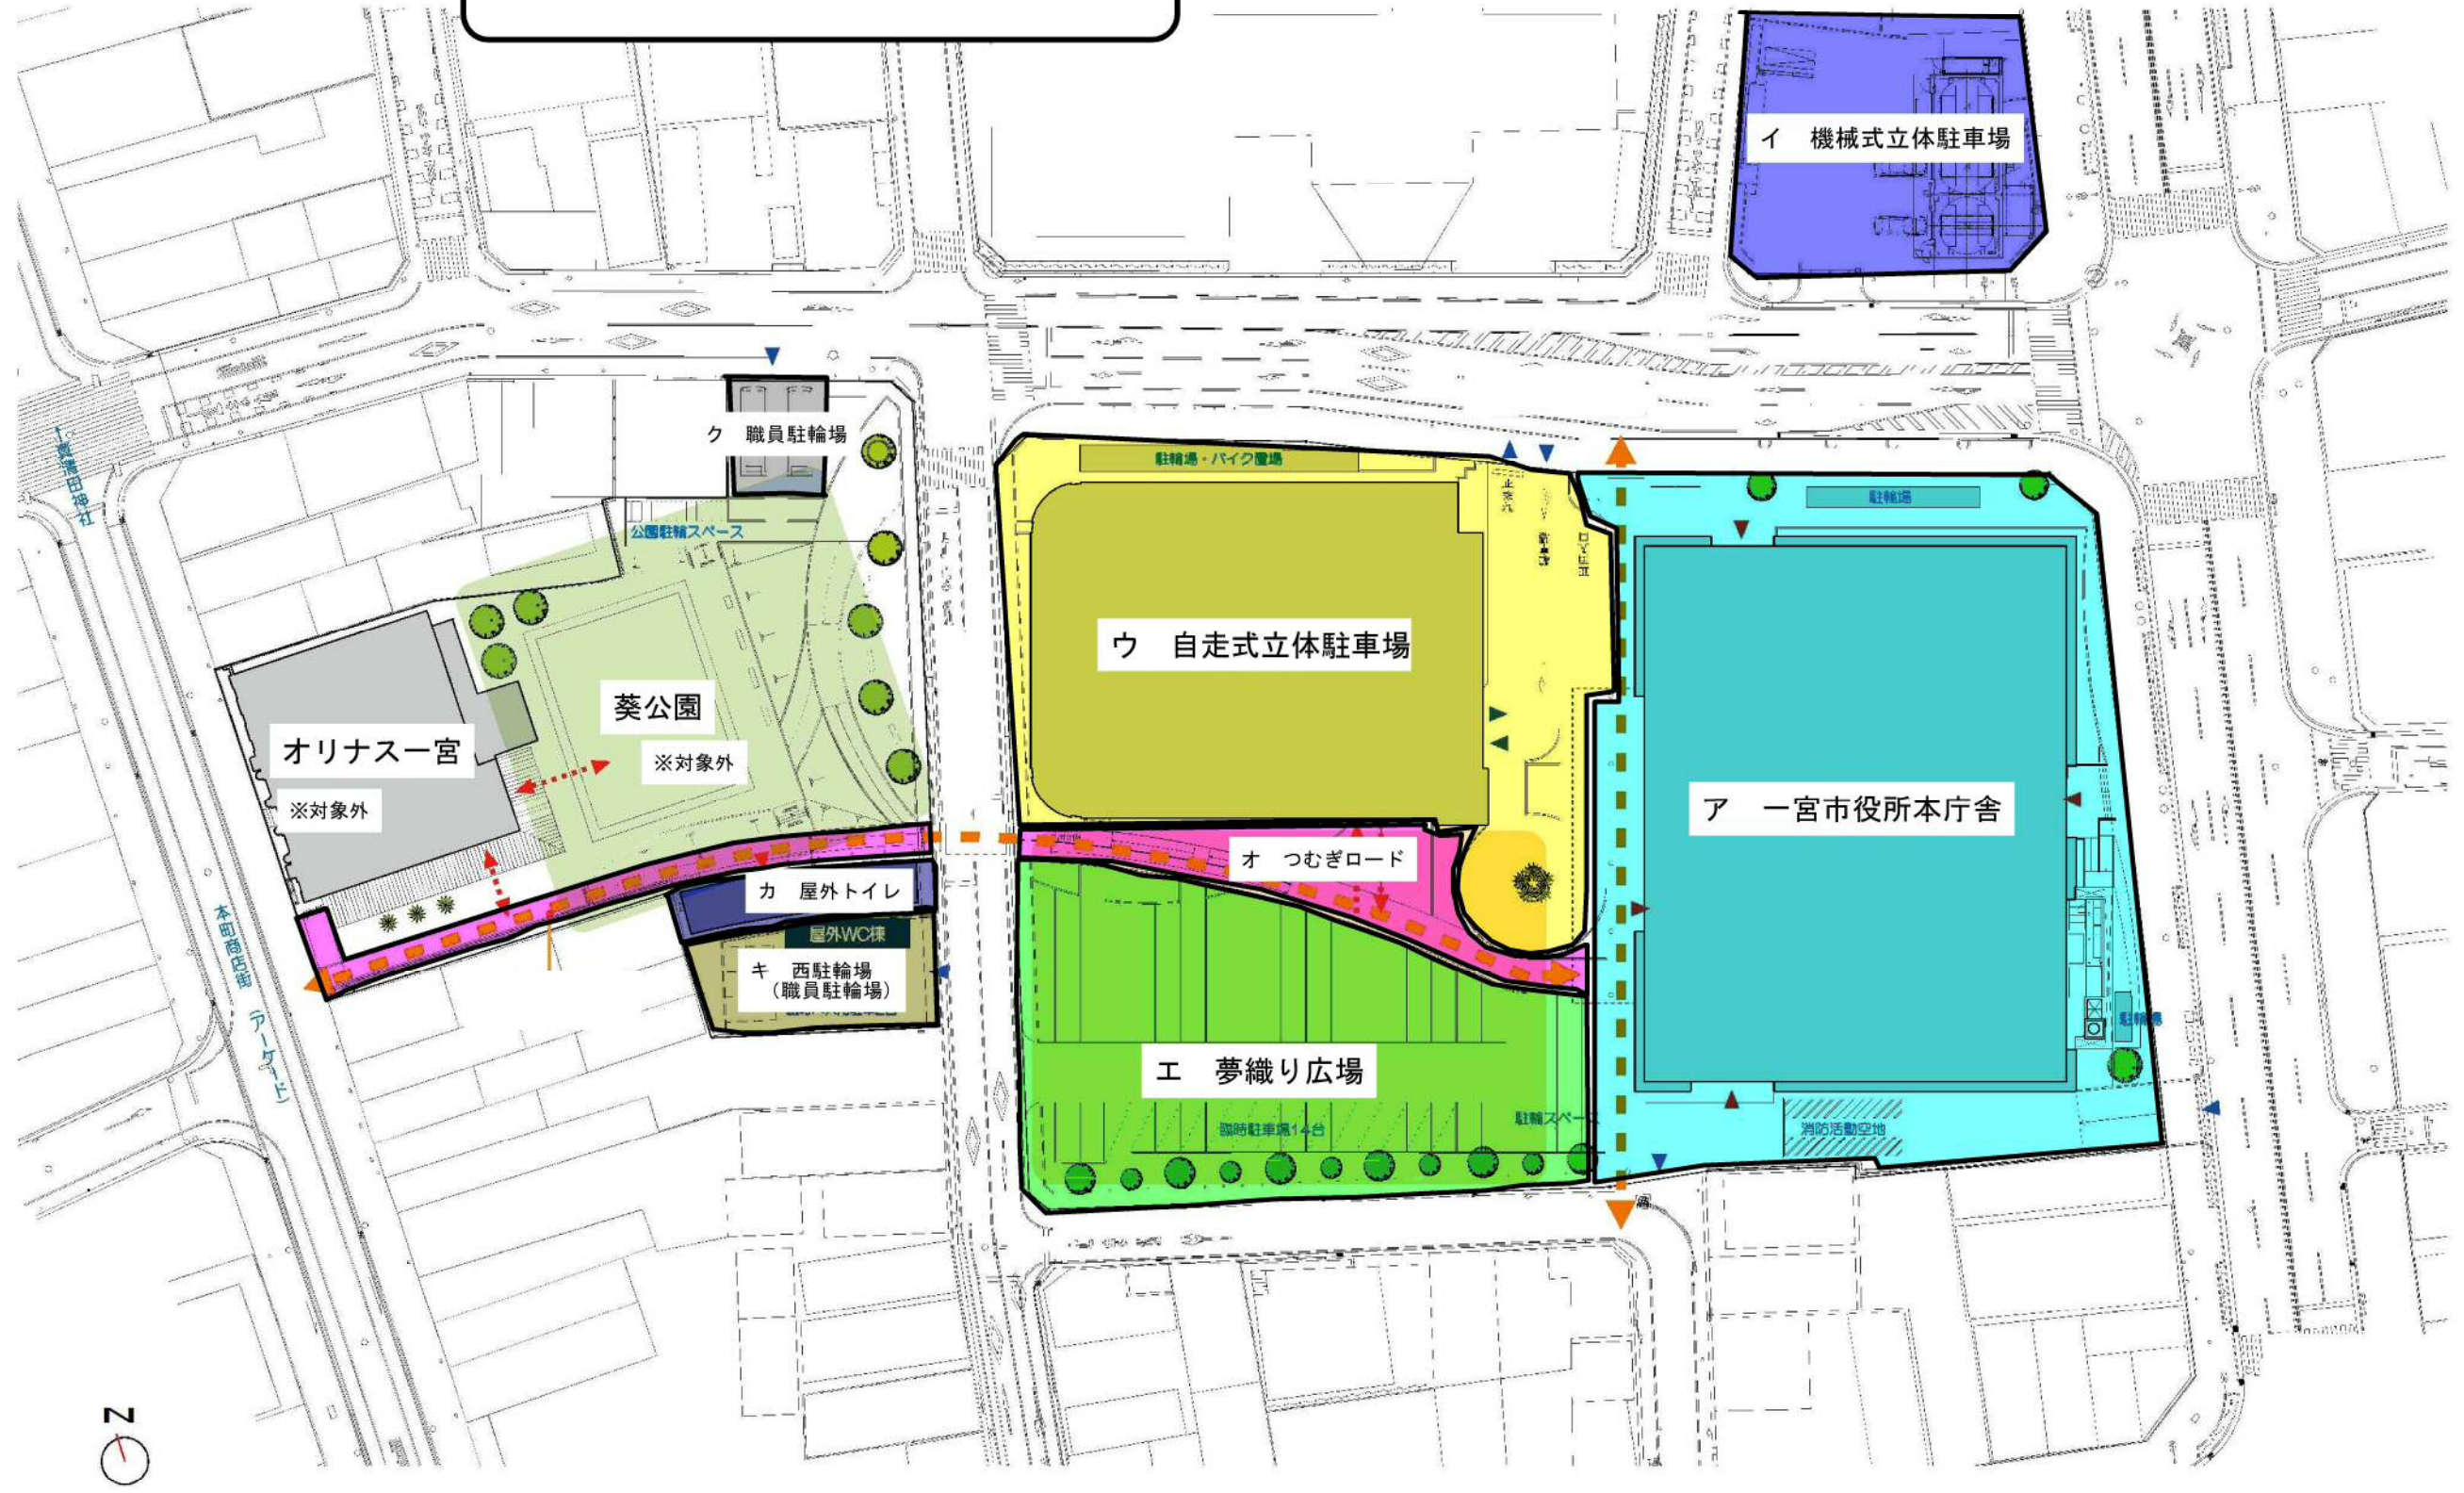 イ　機械式立体駐車場
ク　職員駐輪場
駐輪場・バイク置場
駐輪場
↑真清田神社
公園駐輪スペース
ウ　自走式立体駐車場
葵公園
※対象外
オリナス一宮
※対象外
ア　一宮市役所本庁舎
オ　つむぎロード
カ　屋外トイレ
屋外WC棟
キ　西駐輪場
（職員駐輪場）
本町商店街（アーケード）
駐輪場
エ　夢織り広場
駐輪スペース
臨時駐車場14台
消防活動空地
N